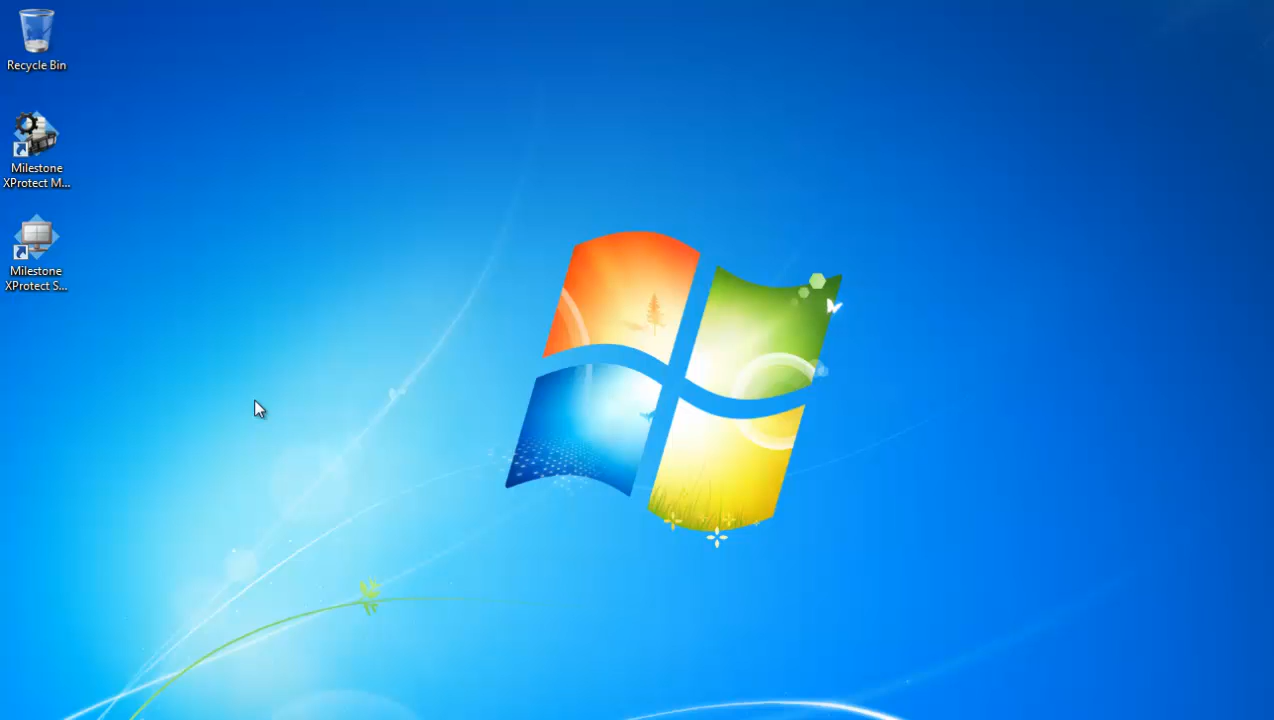 Recycle Bin
Milestone
XProtect M...
Milestone
XProtect S...